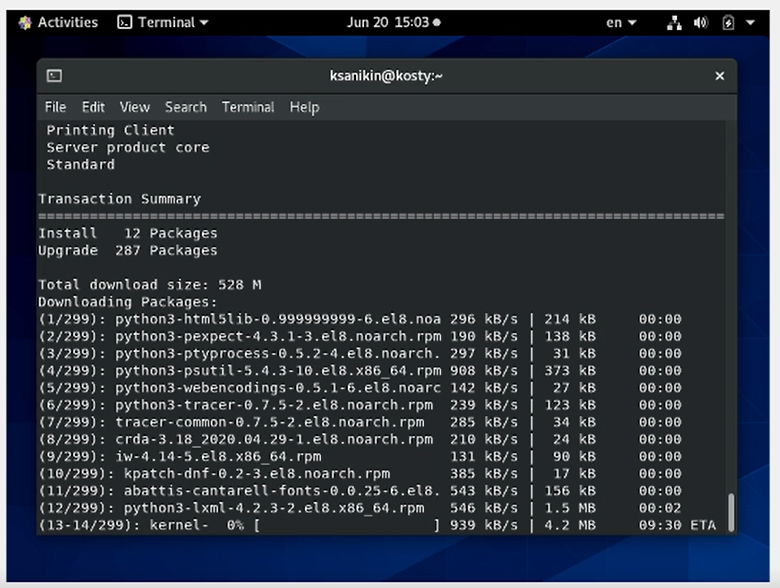 Activities Terminal Jun 20 15:03 en
ksanikin@kosty:~
File Edit View Search Terminal Help
Printing Client
Server product core
Standard
Transaction Summary
================================================================================
Install 12 Packages
Upgrade 287 Packages
Total download size: 528 M
Downloading Packages:
(1/299): python3-html5lib-0.999999999-6.el8.noa 296 kB/s | 214 kB 00:00
(2/299): python3-pexpect-4.3.1-3.el8.noarch.rpm 190 kB/s | 138 kB 00:00
(3/299): python3-ptyprocess-0.5.2-4.el8.noarch. 297 kB/s | 31 kB 00:00
(4/299): python3-psutil-5.4.3-10.el8.x86_64.rpm 908 kB/s | 373 kB 00:00
(5/299): python3-webencodings-0.5.1-6.el8.noarc 142 kB/s | 27 kB 00:00
(6/299): python3-tracer-0.7.5-2.el8.noarch.rpm 239 kB/s | 123 kB 00:00
(7/299): tracer-common-0.7.5-2.el8.noarch.rpm 285 kB/s | 34 kB 00:00
(8/299): crda-3.18_2020.04.29-1.el8.noarch.rpm 210 kB/s | 24 kB 00:00
(9/299): iw-4.14-5.el8.x86_64.rpm 131 kB/s | 90 kB 00:00
(10/299): kpatch-dnf-0.2-3.el8.noarch.rpm 385 kB/s | 17 kB 00:00
(11/299): abattis-cantarell-fonts-0.0.25-6.el8. 543 kB/s | 156 kB 00:00
(12/299): python3-lxml-4.2.3-2.el8.x86_64.rpm 546 kB/s | 1.5 MB 00:02
(13-14/299): kernel- 0% [ ] 939 kB/s | 4.2 MB 09:30 ETA